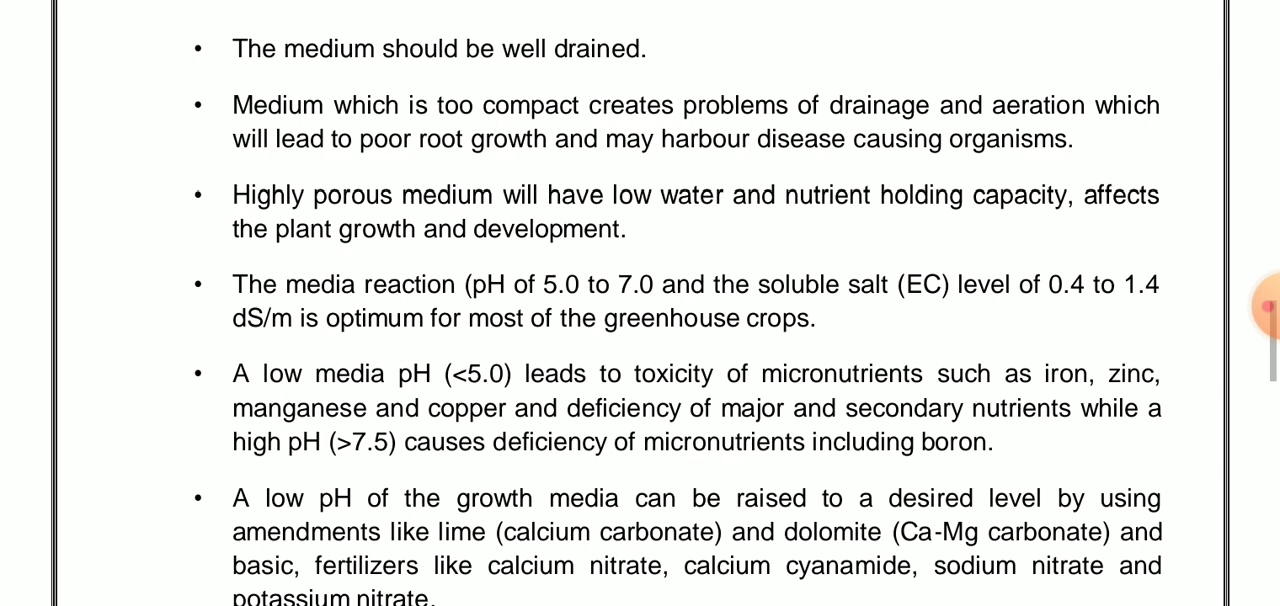 • The medium should be well drained.
• Medium which is too compact creates problems of drainage and aeration which
will lead to poor root growth and may harbour disease causing organisms.
• Highly porous medium will have low water and nutrient holding capacity, affects
the plant growth and development.
• The media reaction (pH of 5.0 to 7.0 and the soluble salt (EC) level of 0.4 to 1.4
dS/m is optimum for most of the greenhouse crops.
• A low media pH (<5.0) leads to toxicity of micronutrients such as iron, zinc,
manganese and copper and deficiency of major and secondary nutrients while a
high pH (>7.5) causes deficiency of micronutrients including boron.
• A low pH of the growth media can be raised to a desired level by using
amendments like lime (calcium carbonate) and dolomite (Ca-Mg carbonate) and
basic, fertilizers like calcium nitrate, calcium cyanamide, sodium nitrate and
potassium nitrate.